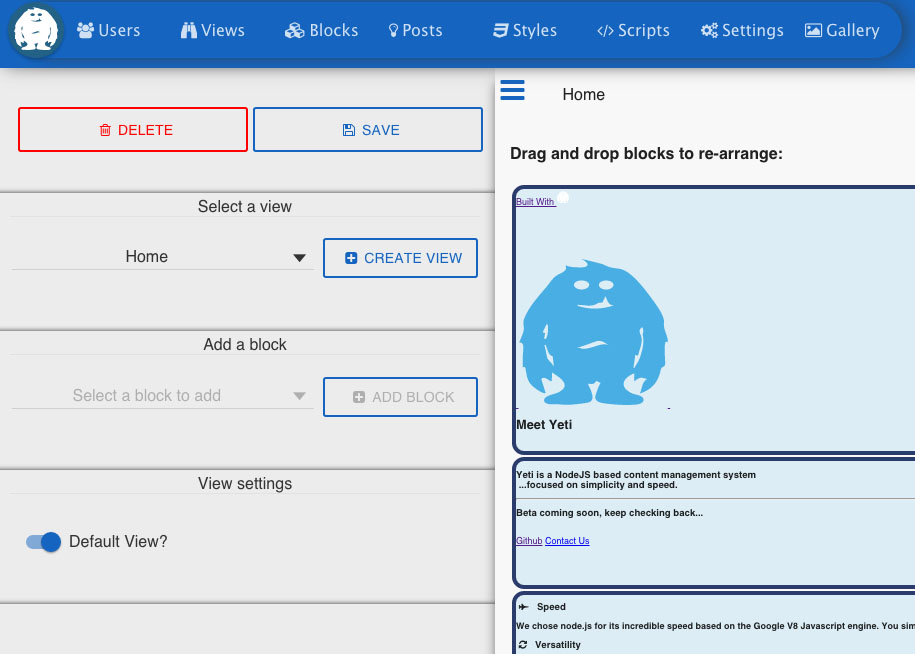 Users Views Blocks Posts Styles Scripts Settings Gallery
DELETE SAVE
Select a view
Home CREATE VIEW
Add a block
Select a block to add ADD BLOCK
View settings
Default View?
Home
Drag and drop blocks to re-arrange:
Built With
Meet Yeti
Yeti is a NodeJS based content management system
...focused on simplicity and speed.
Beta coming soon, keep checking back...
Github Contact Us
Speed
We chose node.js for its incredible speed based on the Google V8 Javascript engine. You sim
Versatility